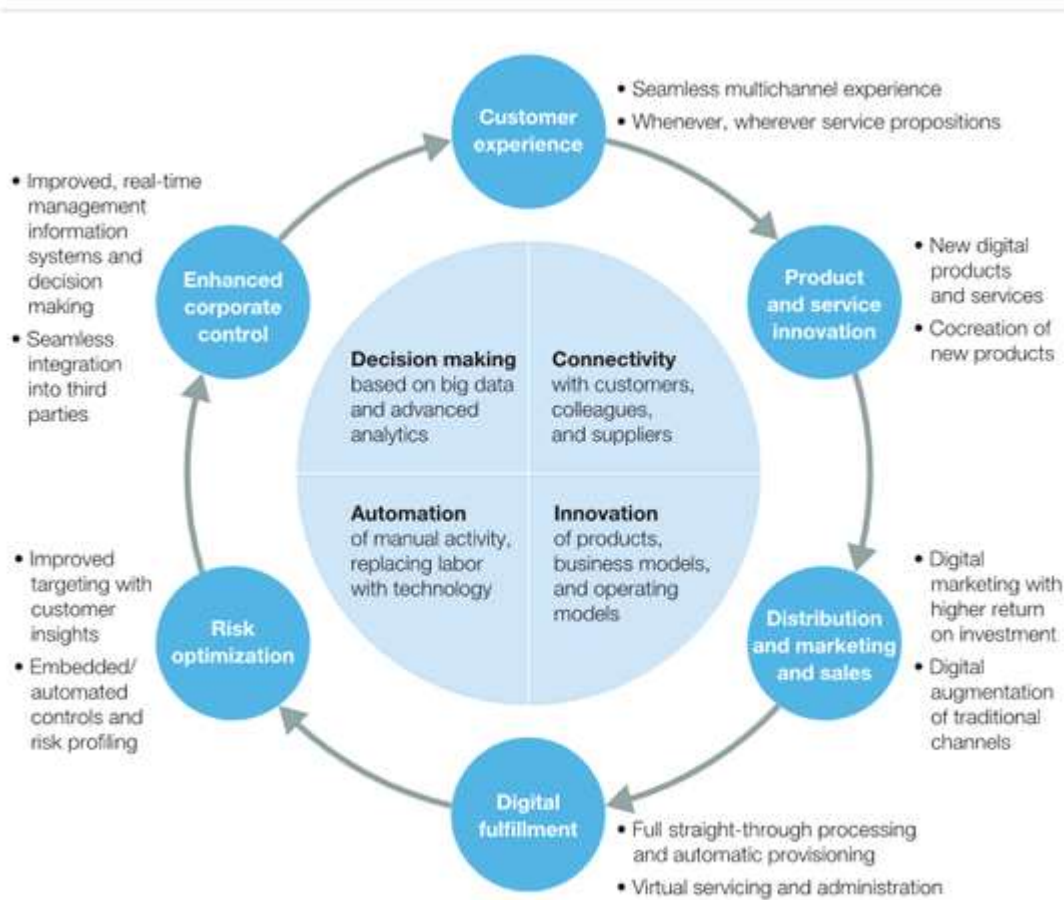 Customer
experience
• Seamless multichannel experience
• Whenever, wherever service propositions
Product
and service
innovation
• New digital
products
and services
• Cocreation of
new products
Distribution
and marketing
and sales
• Digital
marketing with
higher return
on investment
• Digital
augmentation
of traditional
channels
Digital
fulfillment
• Full straight-through processing
and automatic provisioning
• Virtual servicing and administration
Risk
optimization
• Improved
targeting with
customer
insights
• Embedded/
automated
controls and
risk profiling
Enhanced
corporate
control
• Improved, real-time
management
information
systems and
decision
making
• Seamless
integration
into third
parties
Decision making
based on big data
and advanced
analytics
Connectivity
with customers,
colleagues,
and suppliers
Automation
of manual activity,
replacing labor
with technology
Innovation
of products,
business models,
and operating
models